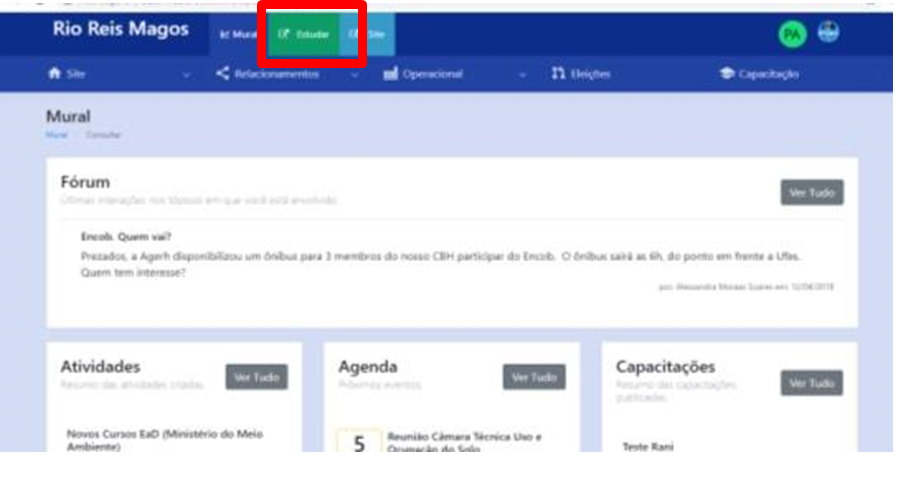 Rio Reis Magos
Mural
Estudar
Site
PA
Site
Relacionamentos
Operacional
Eleições
Capacitação
Mural
Mural Consultar
Fórum
Últimas interações nos tópicos em que você está envolvido
Ver Tudo
Encob. Quem vai?
Prezados, a Agerh disponibilizou um ônibus para 3 membros do nosso CBH participar do Encob. O ônibus sairá as 6h, do ponto em frente a Ufes.
Quem tem interesse?
por Alessandra Moraes Soares em:
Atividades
Resumo das atividades criadas
Ver Tudo
Agenda
Próximos eventos
Ver Tudo
Capacitações
Resumo das capacitações
publicadas
Ver Tudo
Novos Cursos EaD (Ministério do Meio
Ambiente)
5
Reunião Câmara Técnica Uso e
Ocupação do Solo
Teste Rani